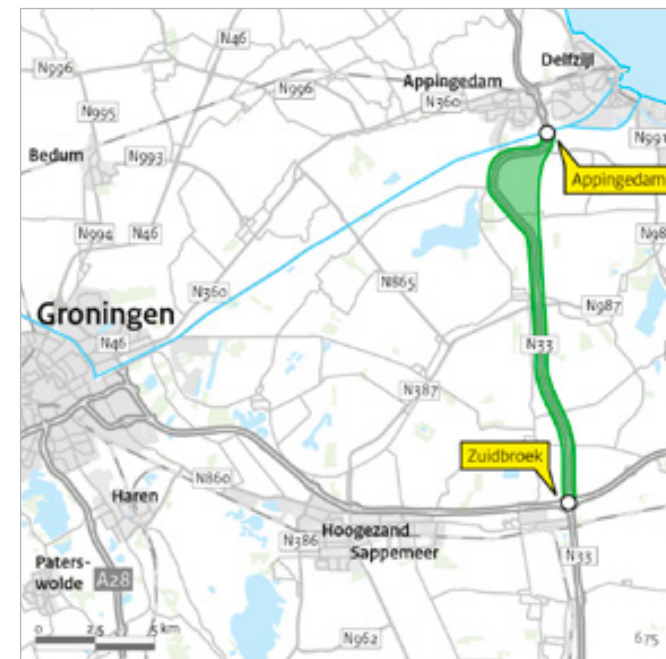 N46
Delfzijl
N996
Appingedam
N996
N360
N995
N991
Bedum
N993
Appingedam
N994
N46
N98
N360
N865
N987
Groningen
N46
N33
N387
Zuidbroek
N860
Haren
Hoogezand
N386
Sappemeer
N33
Paters-
wolde
A28
0 2,5 5 km
N962
675